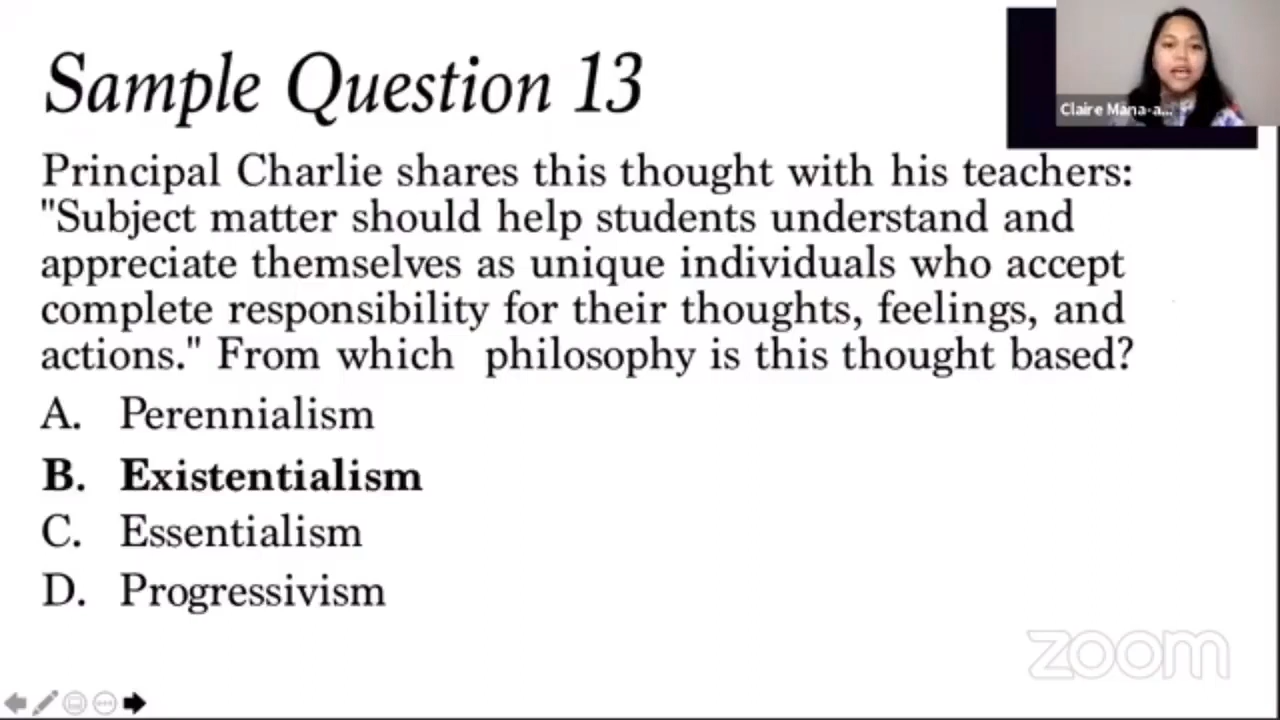 Sample Question 13
Claire Mana-a...
Principal Charlie shares this thought with his teachers:
"Subject matter should help students understand and
appreciate themselves as unique individuals who accept
complete responsibility for their thoughts, feelings, and
actions." From which philosophy is this thought based?
A. Perennialism
B. Existentialism
C. Essentialism
D. Progressivism
zoom